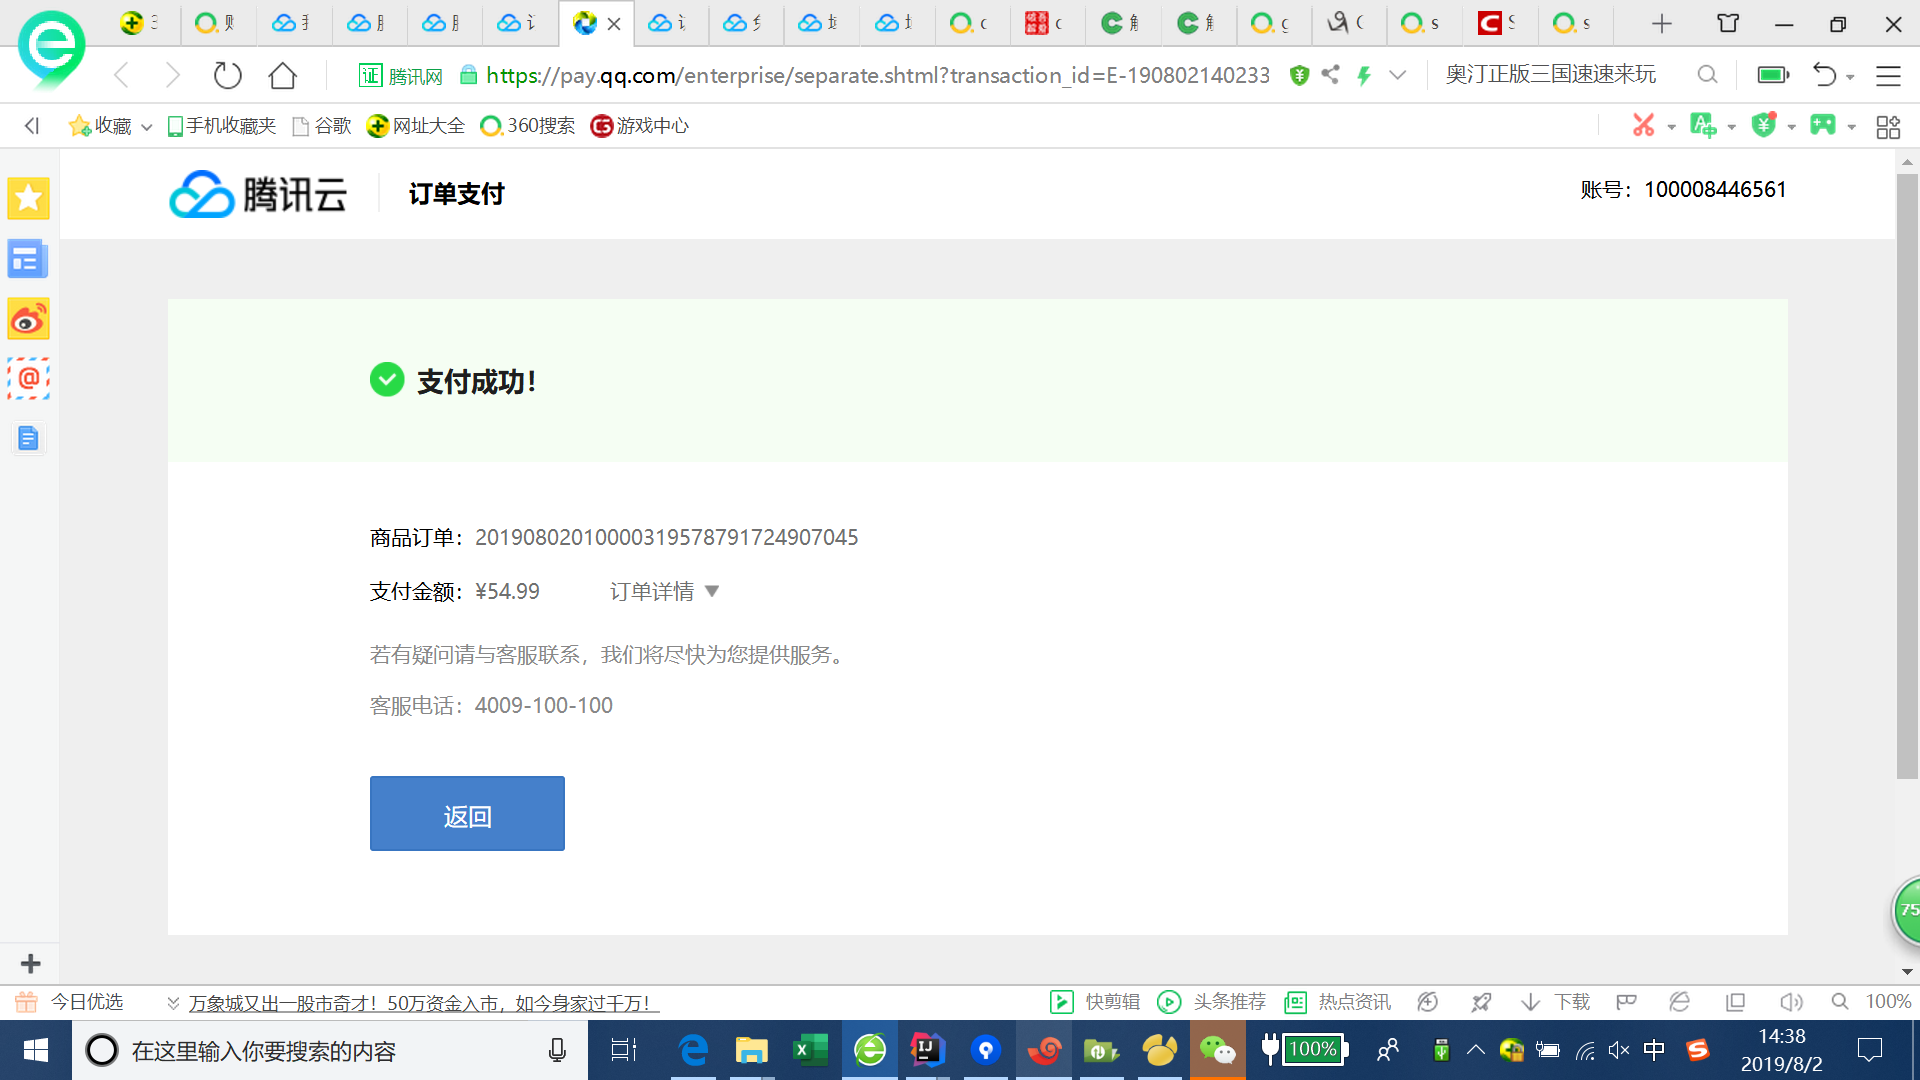 腾讯网 https://pay.qq.com/enterprise/separate.shtml?transaction_id=E-190802140233 奥汀正版三国速速来玩
收藏 手机收藏夹 谷歌 网址大全 360搜索 游戏中心
腾讯云 订单支付 账号：100008446561
支付成功！
商品订单：20190802010000319578791724907045
支付金额：¥54.99 订单详情
若有疑问请与客服联系，我们将尽快为您提供服务。
客服电话：4009-100-100
返回
75
今日优选 万象城又出一股市奇才！50万资金入市，如今身家过千万！ 快剪辑 头条推荐 热点资讯 下载 100%
在这里输入你要搜索的内容 100% 中 14:38
2019/8/2